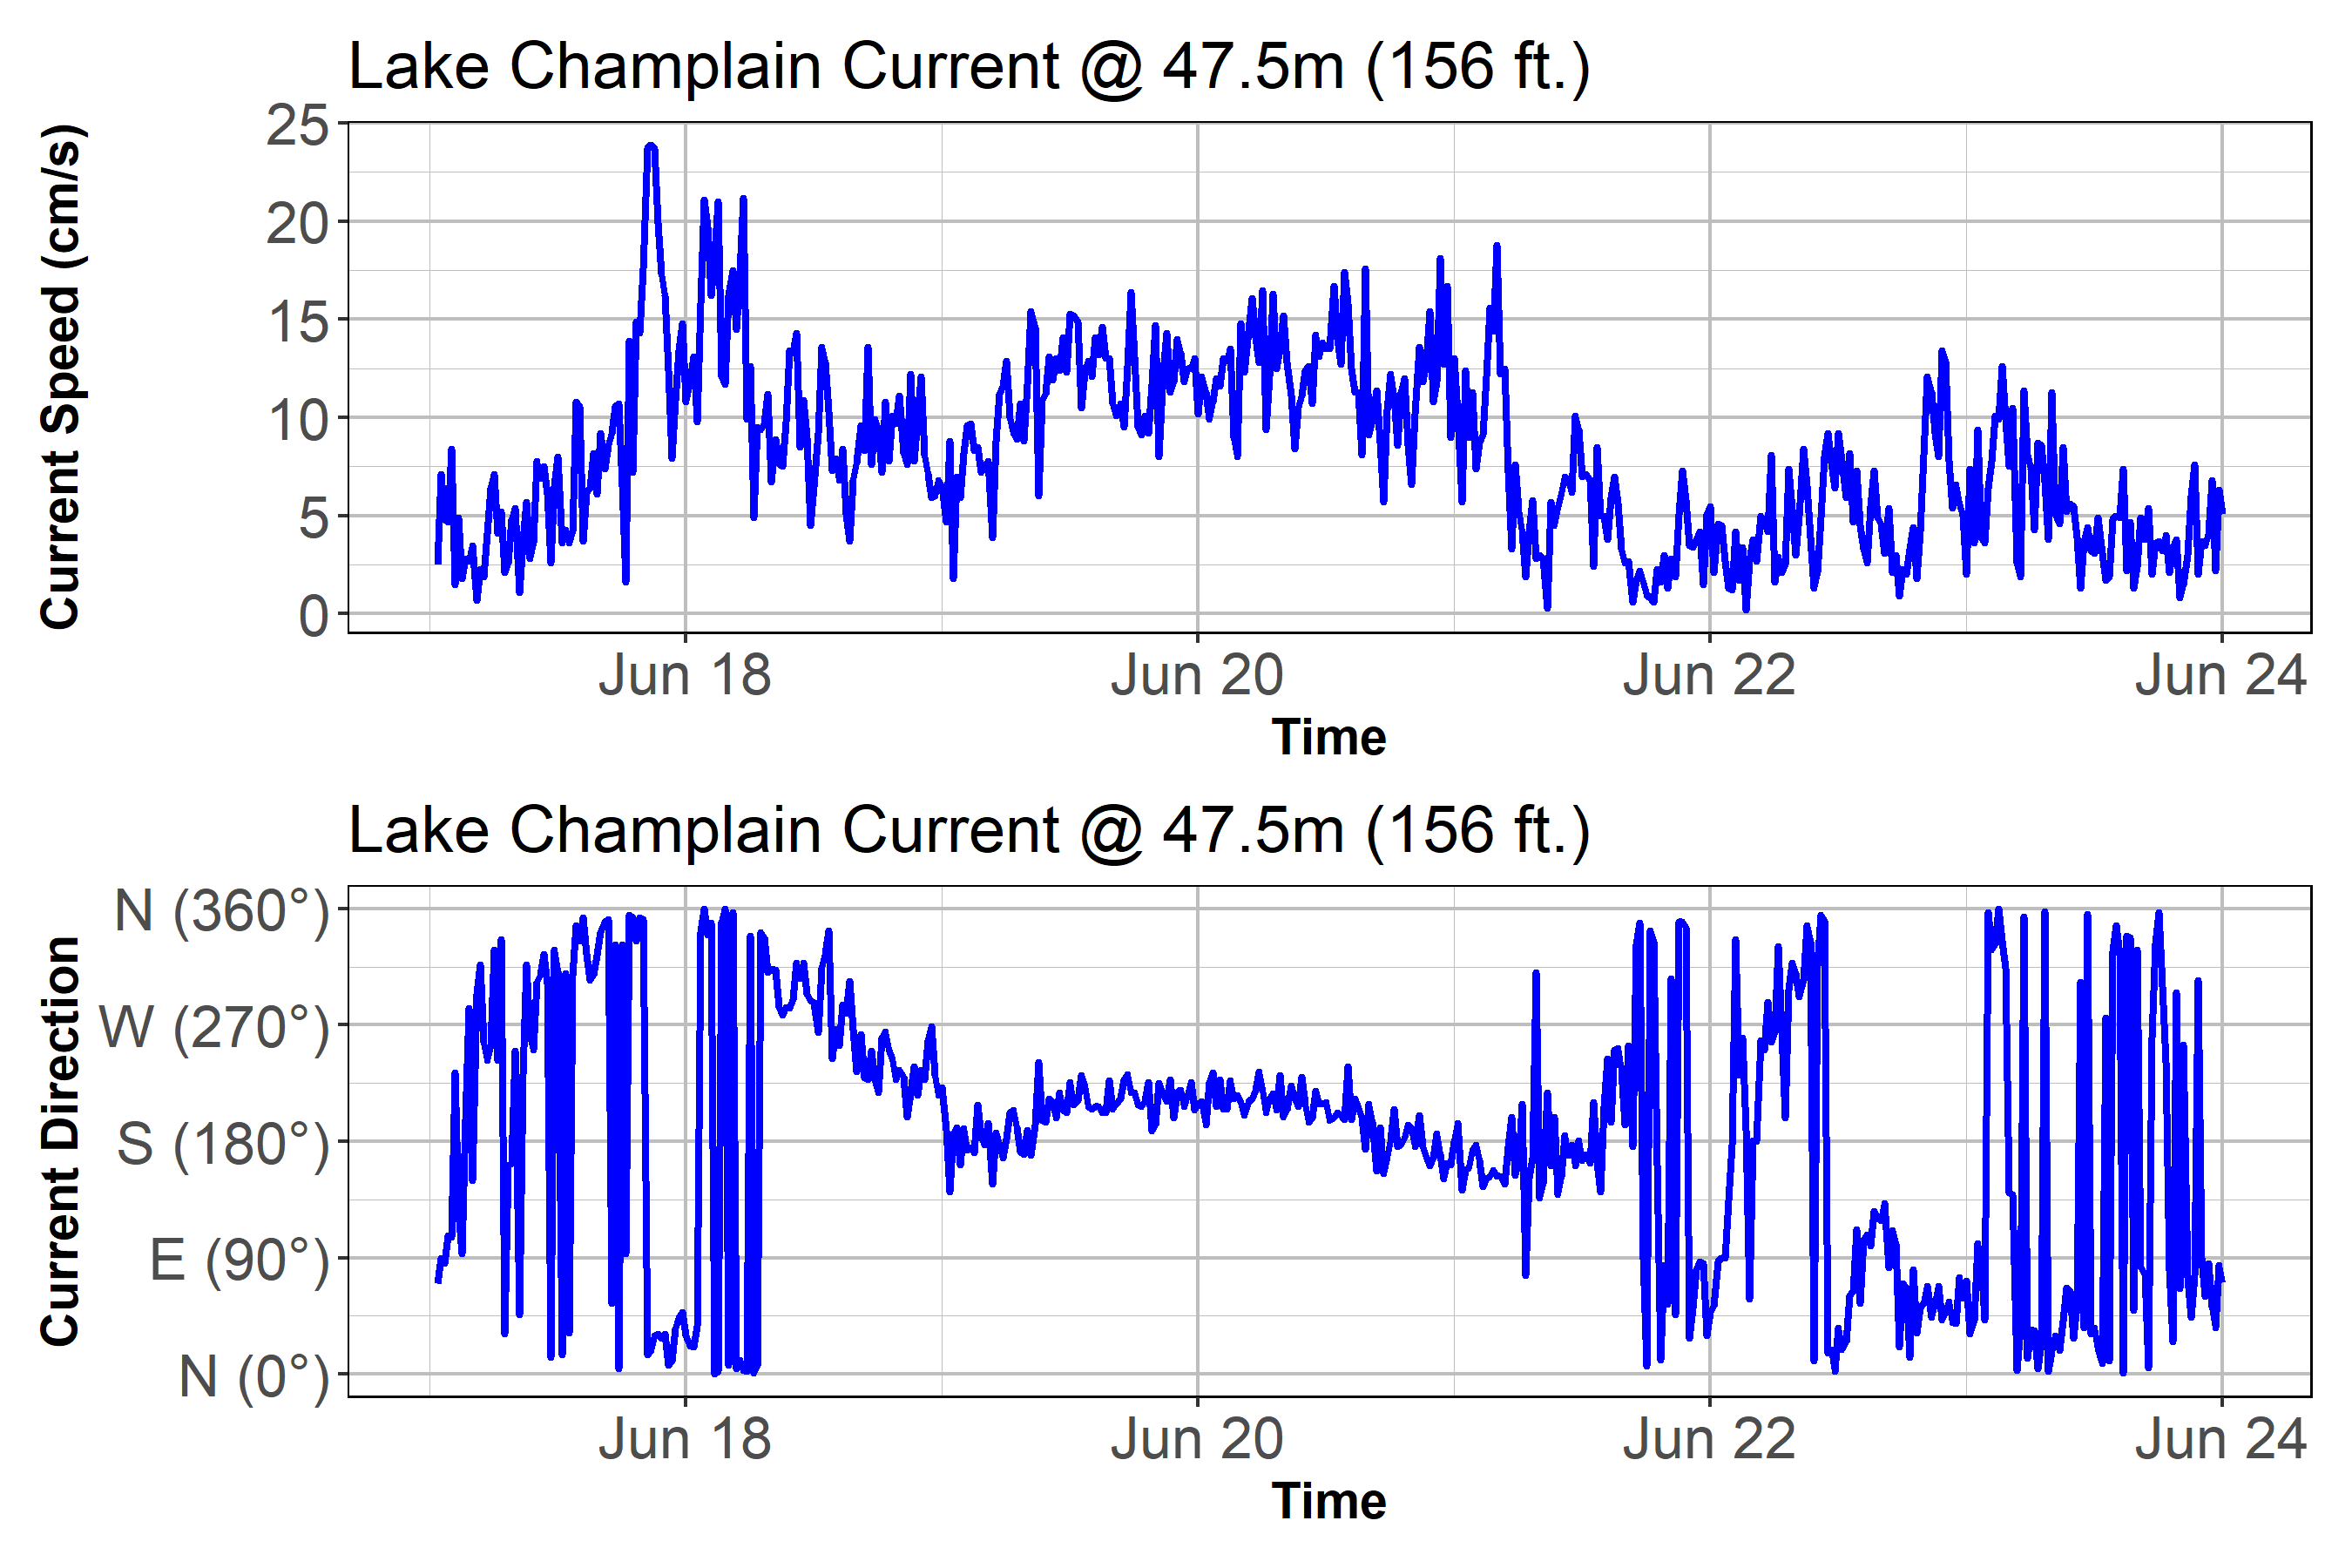 Lake Champlain Current @ 47.5m (156 ft.)
Current Speed (cm/s)
25
20
15
10
5
0
Jun 18
Jun 20
Jun 22
Jun 24
Time
Lake Champlain Current @ 47.5m (156 ft.)
Current Direction
N (360°)
W (270°)
S (180°)
E (90°)
N (0°)
Jun 18
Jun 20
Jun 22
Jun 24
Time